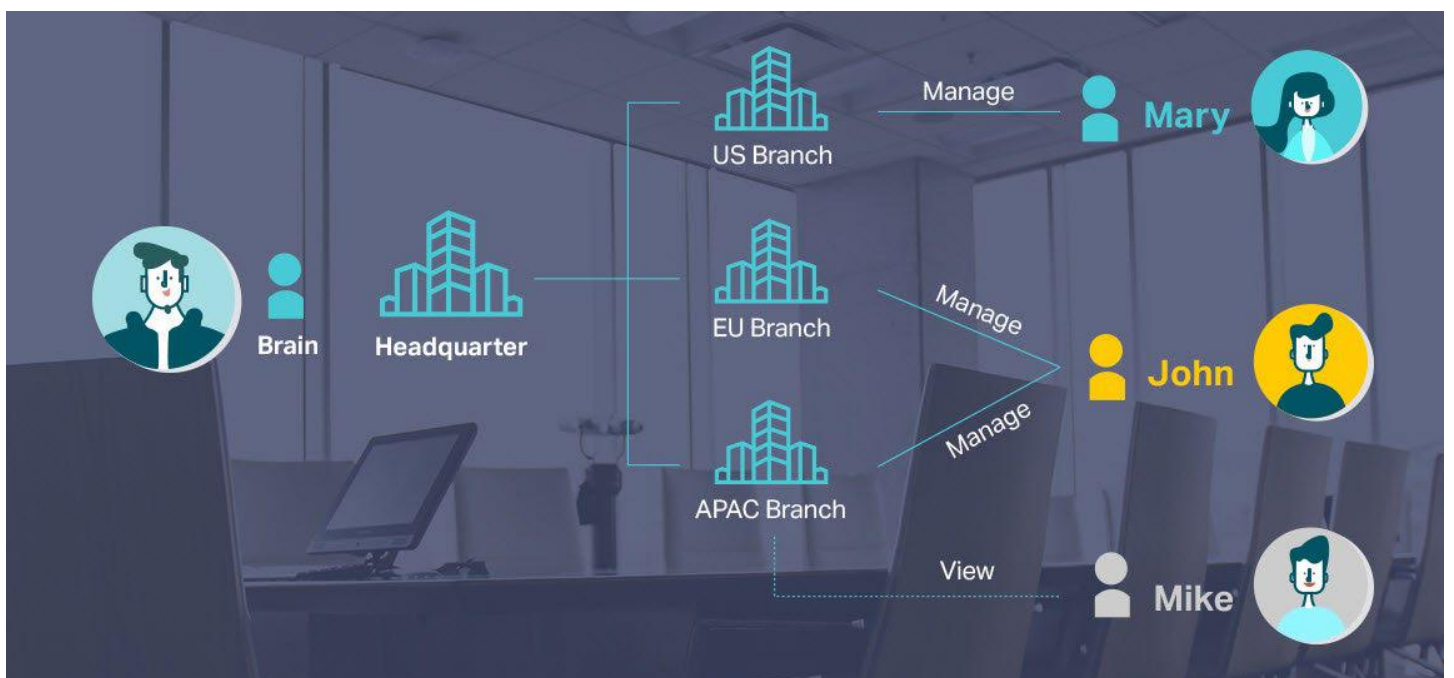 Brain
Headquarter
US Branch
EU Branch
APAC Branch
Manage
Manage
Manage
View
Mary
John
Mike